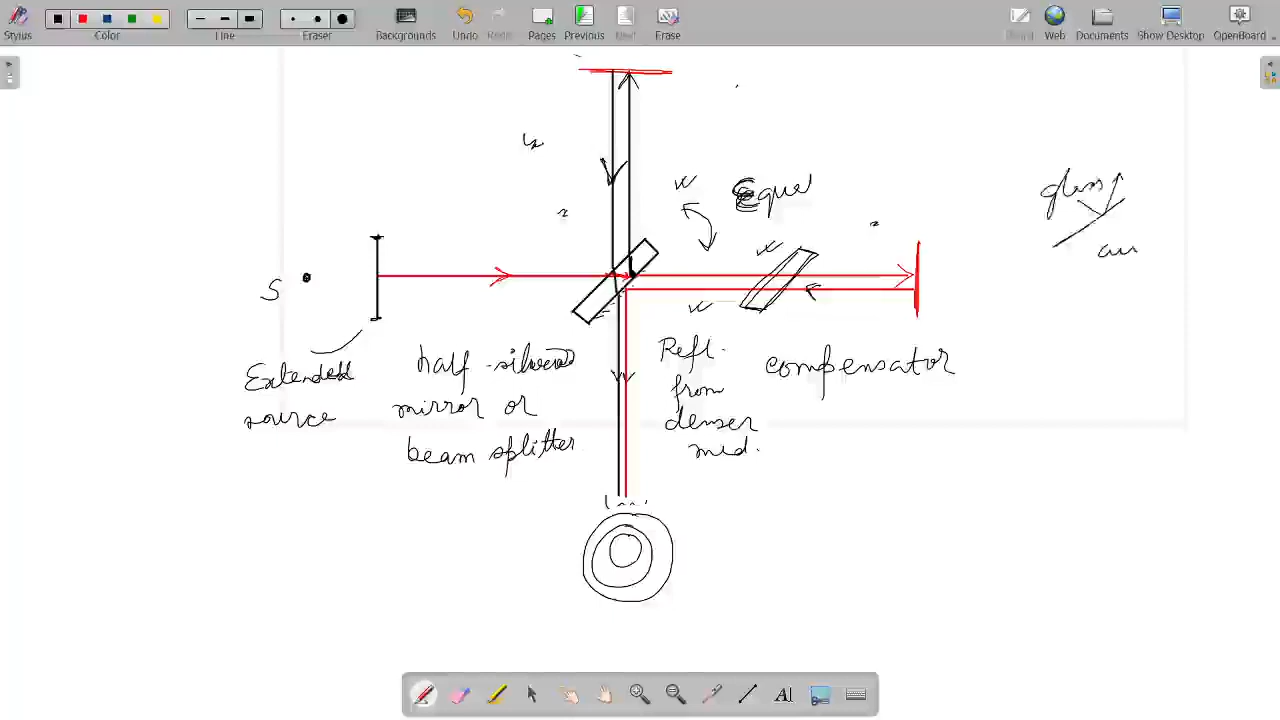 Stylus
Color
Line
Eraser
Backgrounds
Undo
Redo
Pages
Previous
Next
Erase
Board
Web
Documents
Show Desktop
OpenBoard
Equal
glass
air
S
Extended
source
half-silvered
mirror or
beam splitter
Refl.
from
denser
med.
compensator